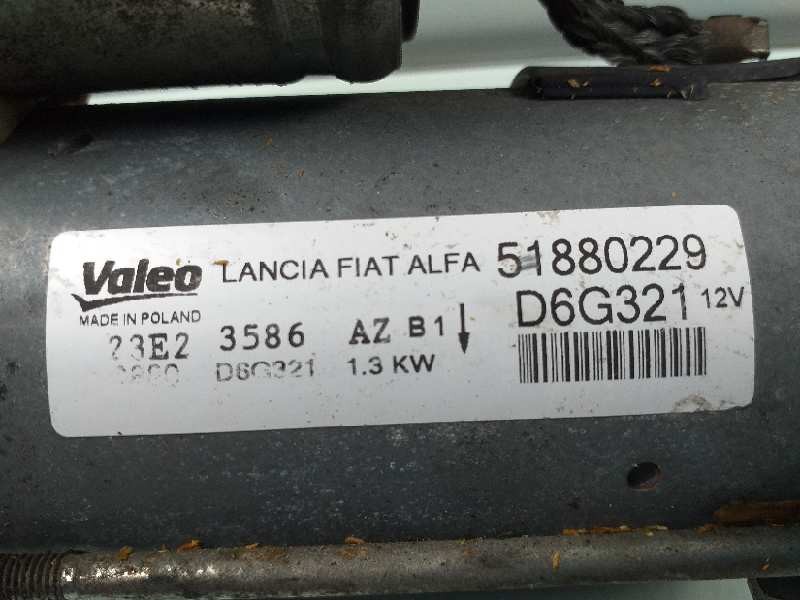 Valeo LANCIA FIAT ALFA 51880229
MADE IN POLAND D6G321 12V
23E2 3586 AZ B1 ↓
D6G321 1.3 KW